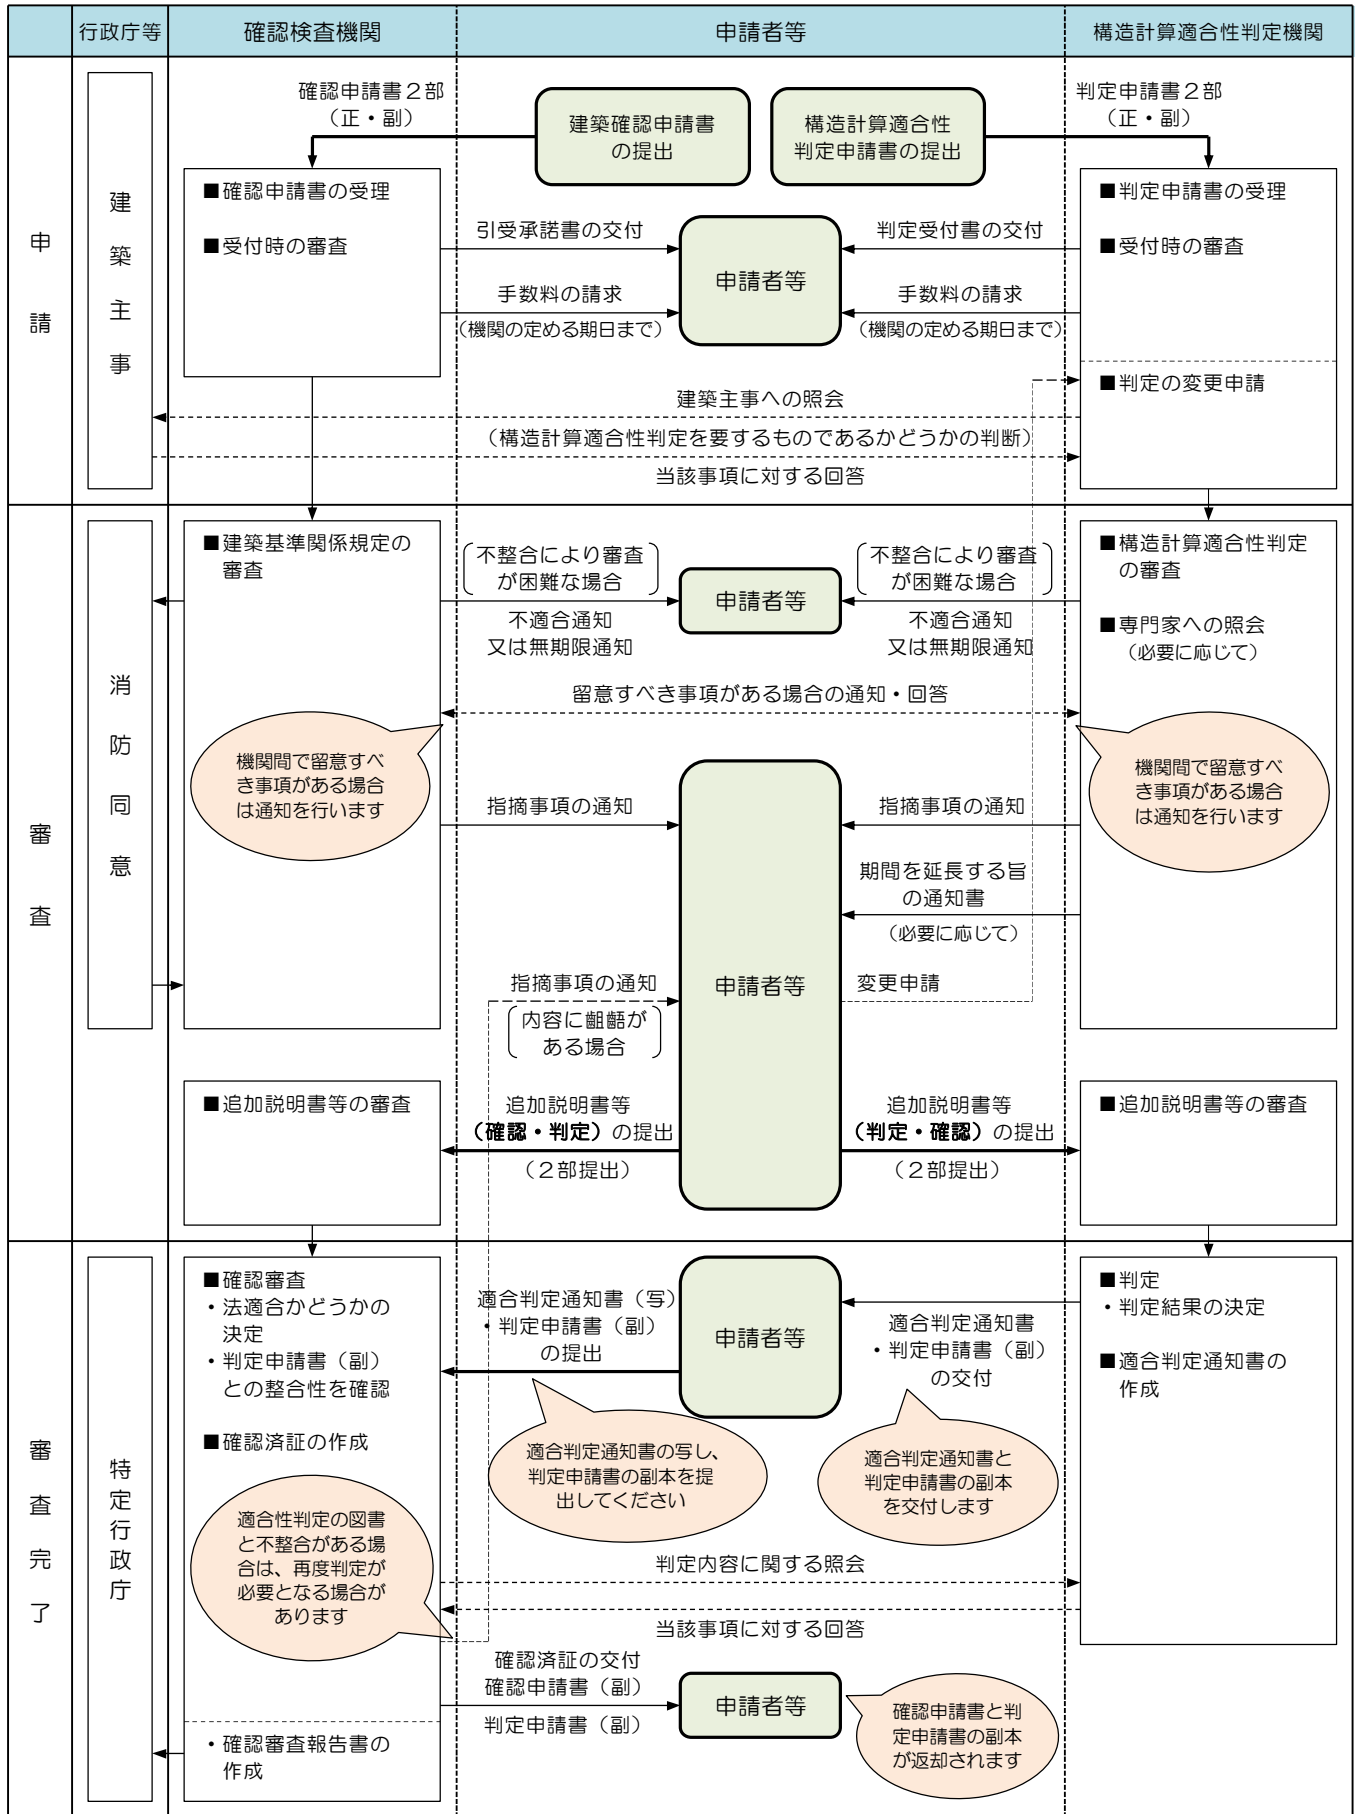 行政庁等
確認検査機関
申請者等
構造計算適合性判定機関
申請
建築主事
確認申請書２部
（正・副）
建築確認申請書
の提出
構造計算適合性
判定申請書の提出
判定申請書２部
（正・副）
■確認申請書の受理
■受付時の審査
引受承諾書の交付
手数料の請求
（機関の定める期日まで）
申請者等
判定受付書の交付
手数料の請求
（機関の定める期日まで）
■判定申請書の受理
■受付時の審査
■判定の変更申請
建築主事への照会
（構造計算適合性判定を要するものであるかどうかの判断）
当該事項に対する回答
審査
消防同意
■建築基準関係規定の
審査
不整合により審査
が困難な場合
不適合通知
又は無期限通知
申請者等
不整合により審査
が困難な場合
不適合通知
又は無期限通知
■構造計算適合性判定
の審査
■専門家への照会
（必要に応じて）
留意すべき事項がある場合の通知・回答
機関間で留意すべ
き事項がある場合
は通知を行います
機関間で留意すべ
き事項がある場合
は通知を行います
指摘事項の通知
指摘事項の通知
期間を延長する旨
の通知書
（必要に応じて）
指摘事項の通知
内容に齟齬が
ある場合
申請者等
変更申請
■追加説明書等の審査
追加説明書等
（確認・判定）の提出
（２部提出）
追加説明書等
（判定・確認）の提出
（２部提出）
■追加説明書等の審査
審査完了
特定行政庁
■確認審査
・法適合かどうかの
決定
・判定申請書（副）
との整合性を確認
■確認済証の作成
適合判定通知書（写）
・判定申請書（副）
の提出
申請者等
適合判定通知書
・判定申請書（副）
の交付
■判定
・判定結果の決定
■適合判定通知書の
作成
適合判定通知書の写し、
判定申請書の副本を提
出してください
適合判定通知書と
判定申請書の副本
を交付します
適合性判定の図書
と不整合がある場
合は、再度判定が
必要となる場合が
あります
判定内容に関する照会
当該事項に対する回答
確認済証の交付
確認申請書（副）
判定申請書（副）
申請者等
確認申請書と判
定申請書の副本
が返却されます
・確認審査報告書の
作成